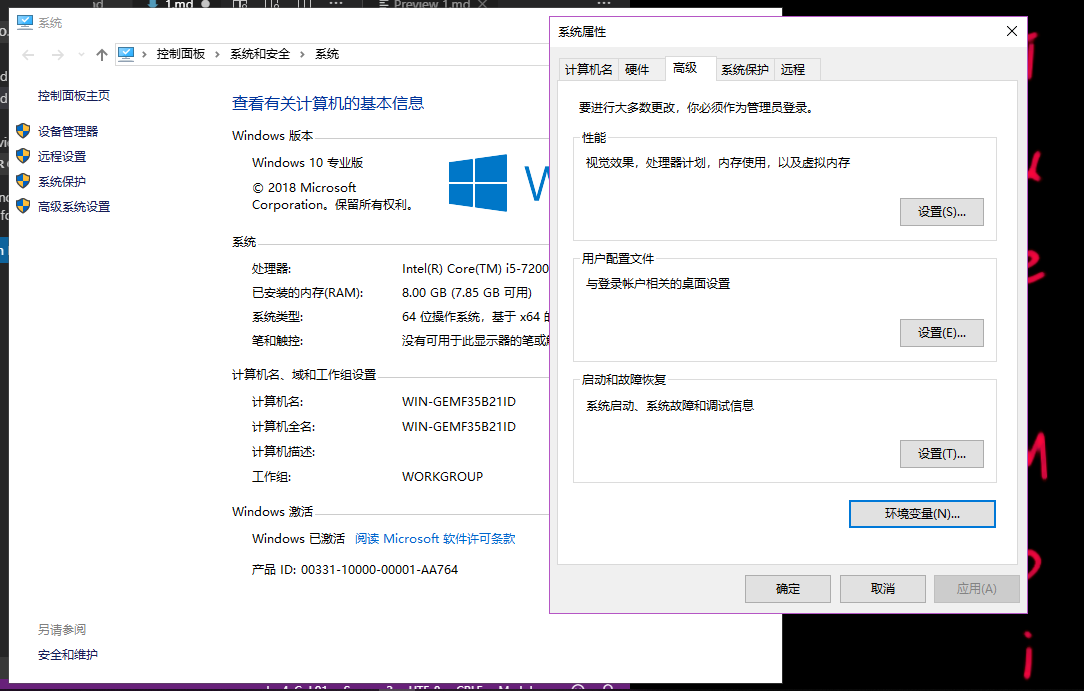 1.md
Preview 1.md
系统
控制面板 系统和安全 系统
控制面板主页
设备管理器
远程设置
系统保护
高级系统设置
另请参阅
安全和维护
查看有关计算机的基本信息
Windows 版本
Windows 10 专业版
© 2018 Microsoft
Corporation。保留所有权利。
系统
处理器: Intel(R) Core(TM) i5-7200
已安装的内存(RAM): 8.00 GB (7.85 GB 可用)
系统类型: 64 位操作系统，基于 x64 的
笔和触控: 没有可用于此显示器的笔或触
计算机名、域和工作组设置
计算机名: WIN-GEMF35B21ID
计算机全名: WIN-GEMF35B21ID
计算机描述:
工作组: WORKGROUP
Windows 激活
Windows 已激活 阅读 Microsoft 软件许可条款
产品 ID: 00331-10000-00001-AA764
系统属性
计算机名 硬件 高级 系统保护 远程
要进行大多数更改，你必须作为管理员登录。
性能
视觉效果，处理器计划，内存使用，以及虚拟内存
设置(S)...
用户配置文件
与登录帐户相关的桌面设置
设置(E)...
启动和故障恢复
系统启动、系统故障和调试信息
设置(T)...
环境变量(N)...
确定 取消 应用(A)